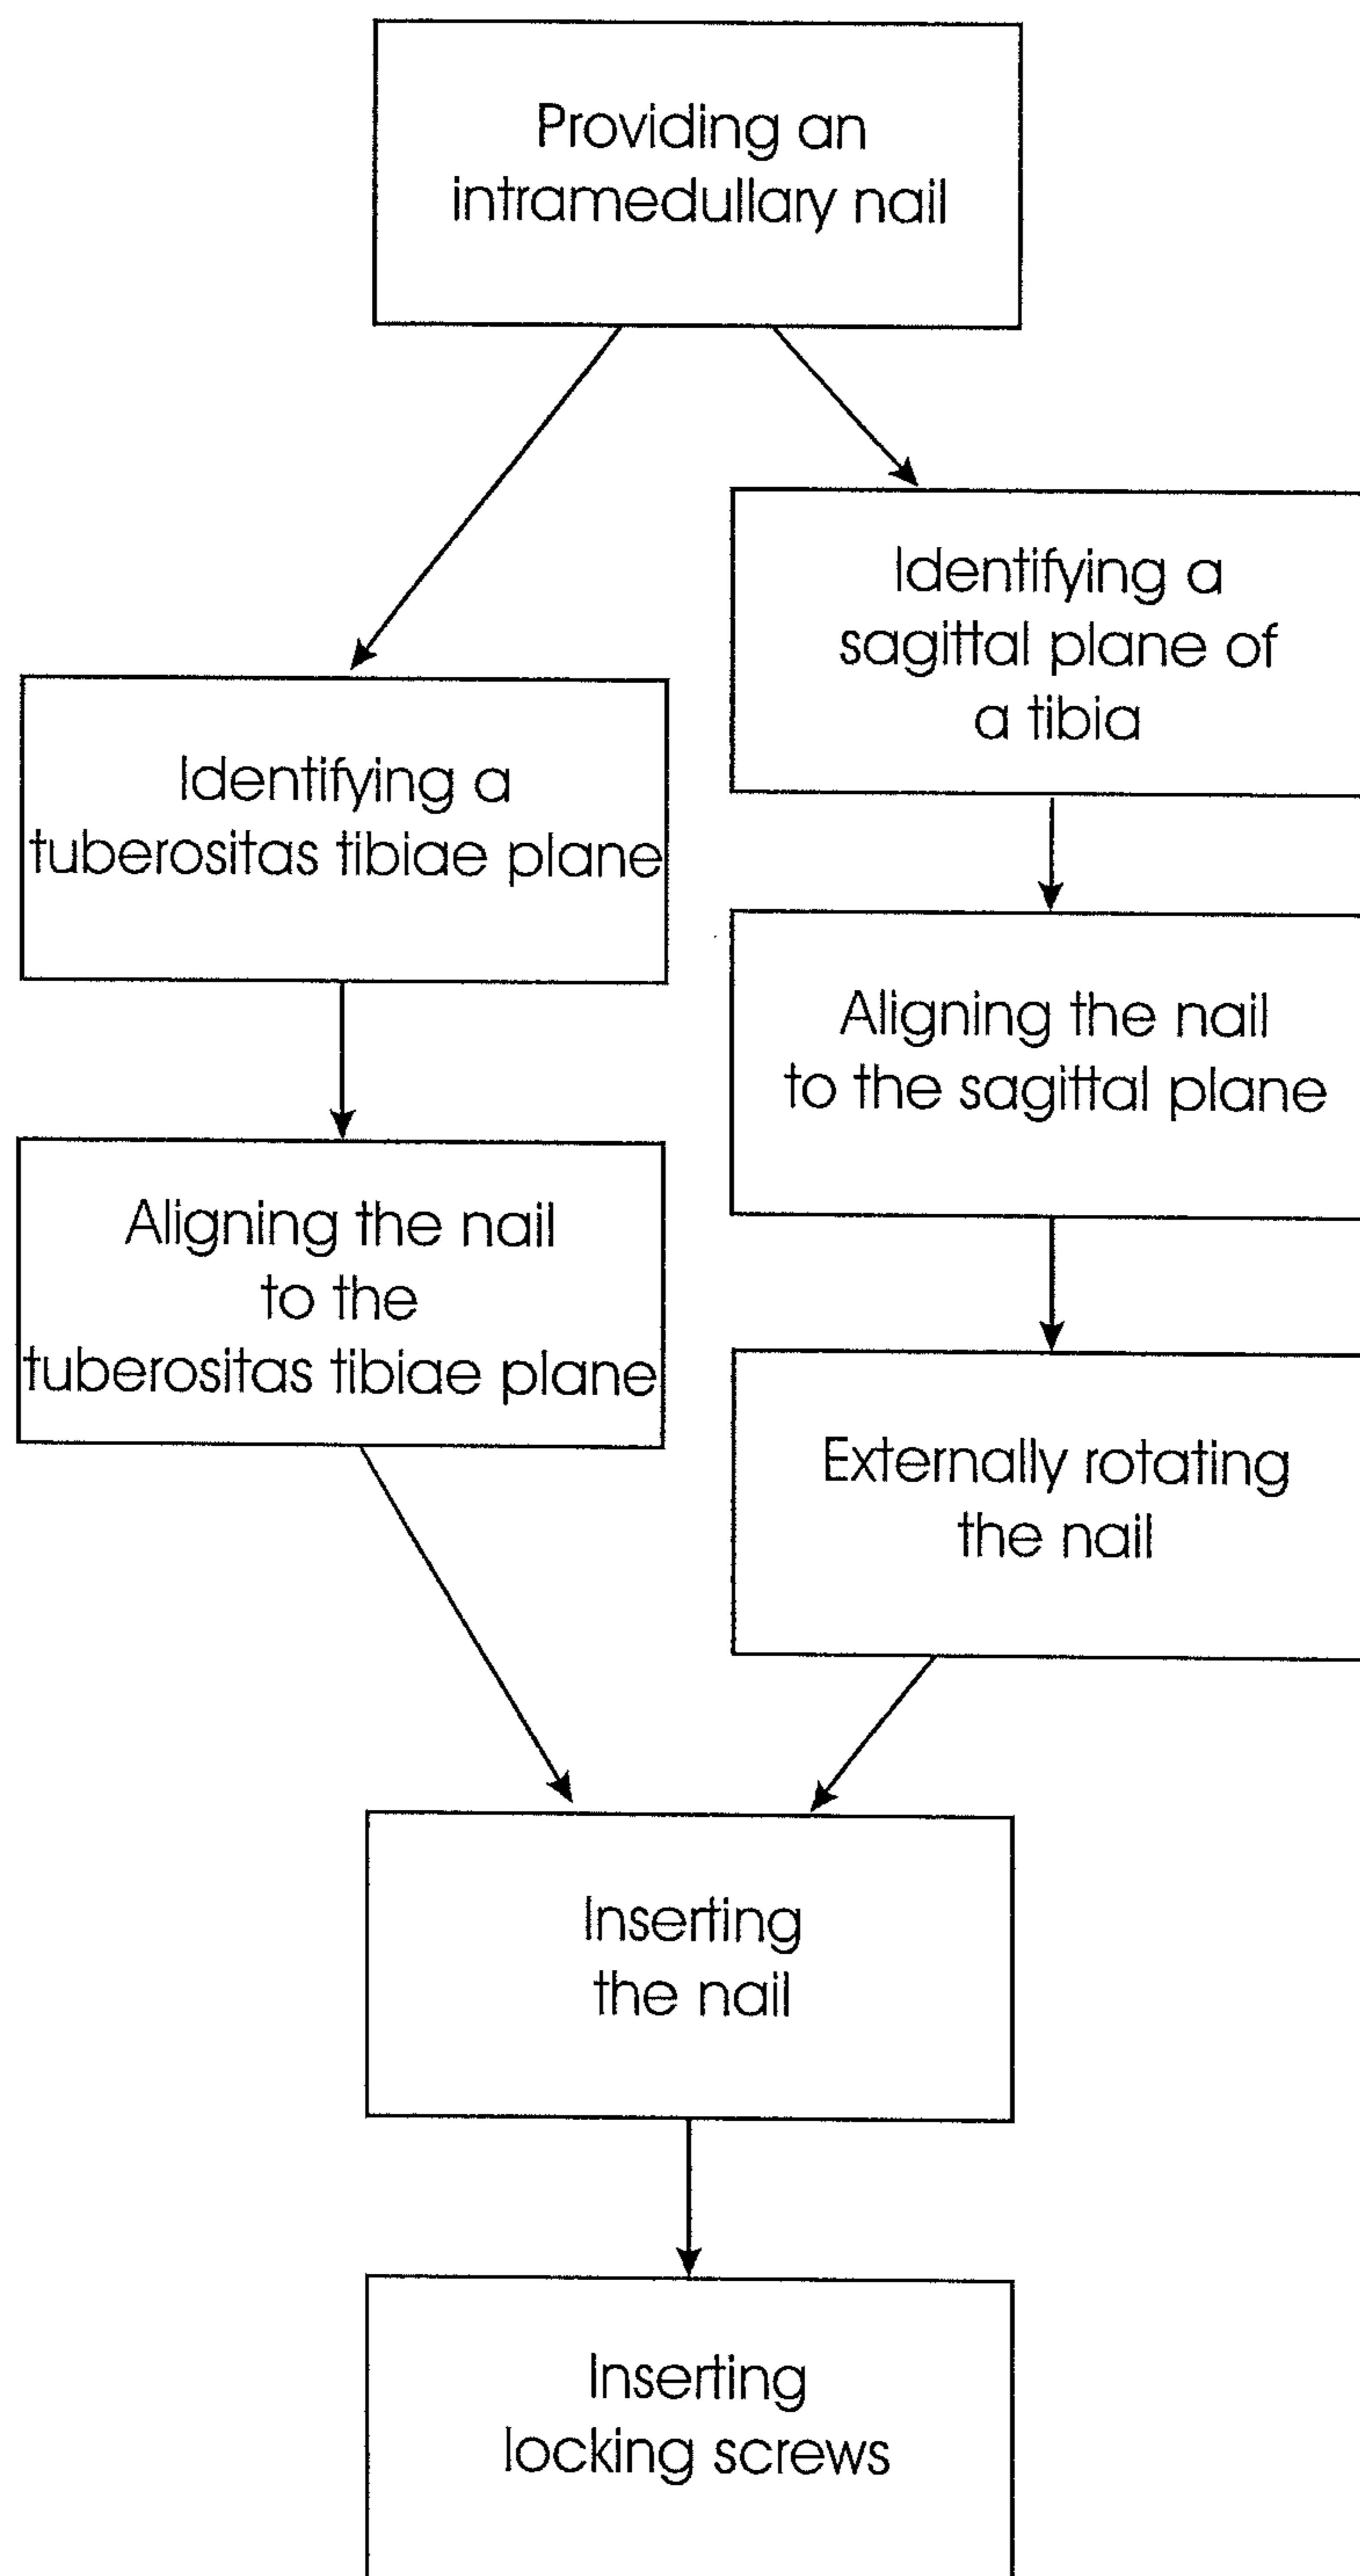 Providing an
intramedullary nail
Identifying a
sagittal plane of
a tibia
Identifying a
tuberositas tibiae plane
Aligning the nail
to the sagittal plane
Aligning the nail
to the
tuberositas tibiae plane
Externally rotating
the nail
Inserting
the nail
Inserting
locking screws